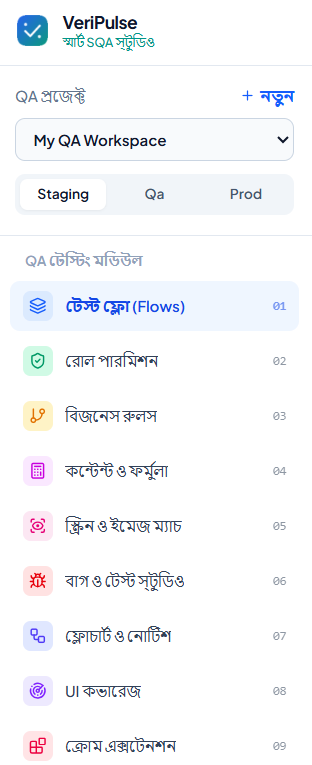 VeriPulse
স্মার্ট SQA স্টুডিও
QA প্রজেক্ট + নতুন
My QA Workspace
Staging Qa Prod
QA টেস্টিং মডিউল
টেস্ট ফ্লো (Flows) 01
রোল পারমিশন 02
বিজনেস রুলস 03
কন্টেন্ট ও ফর্মুলা 04
স্ক্রিন ও ইমেজ ম্যাচ 05
বাগ ও টেস্ট স্টুডিও 06
ফ্লোচার্ট ও নোটিশ 07
UI কভারেজ 08
ক্রোম এক্সটেনশন 09